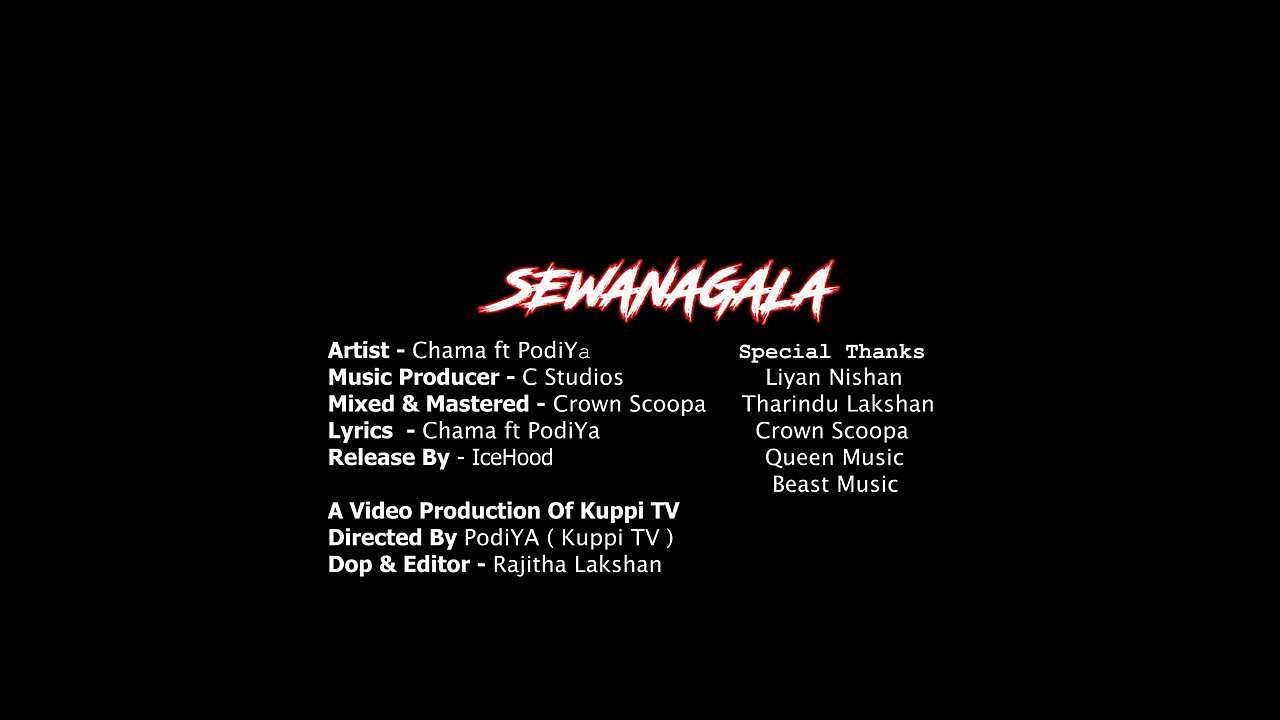 SEWANAGALA
Artist - Chama ft PodiYa
Music Producer - C Studios
Mixed & Mastered - Crown Scoopa
Lyrics - Chama ft PodiYa
Release By - IceHood
A Video Production Of Kuppi TV
Directed By PodiYA ( Kuppi TV )
Dop & Editor - Rajitha Lakshan
Special Thanks
Liyan Nishan
Tharindu Lakshan
Crown Scoopa
Queen Music
Beast Music